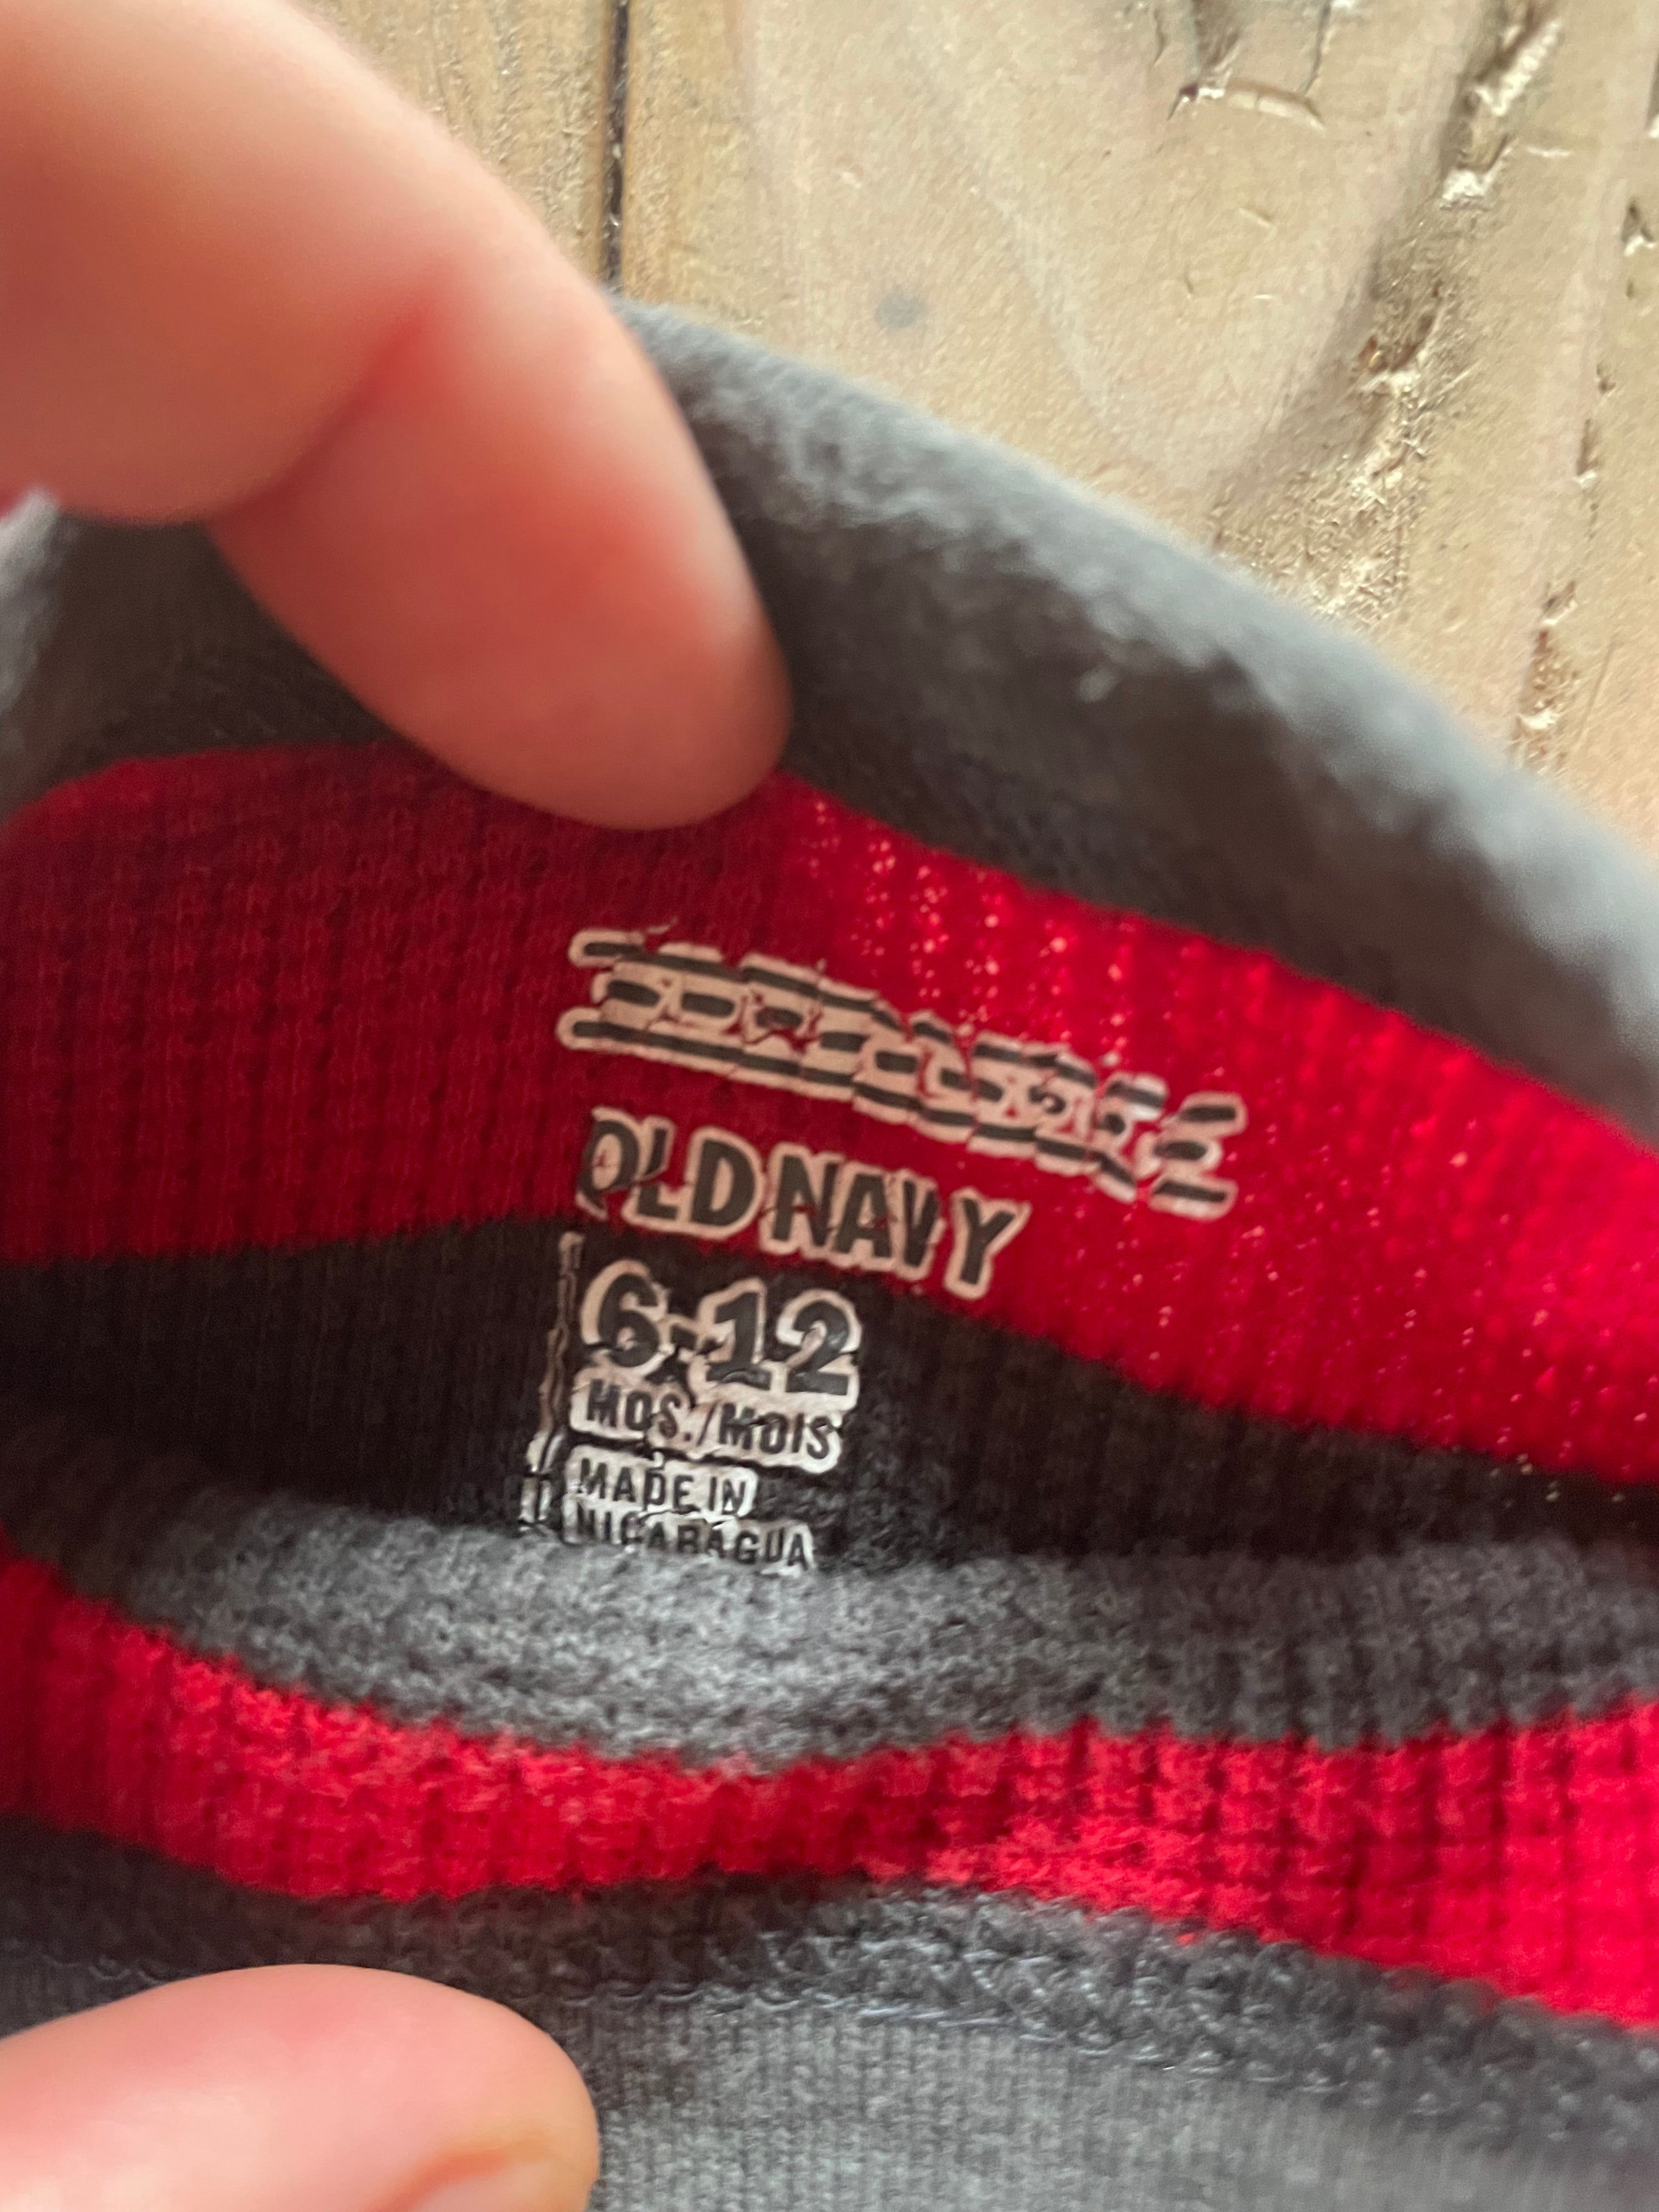 OLD NAVY
6-12
MOS./MOIS
MADE IN
NICARAGUA